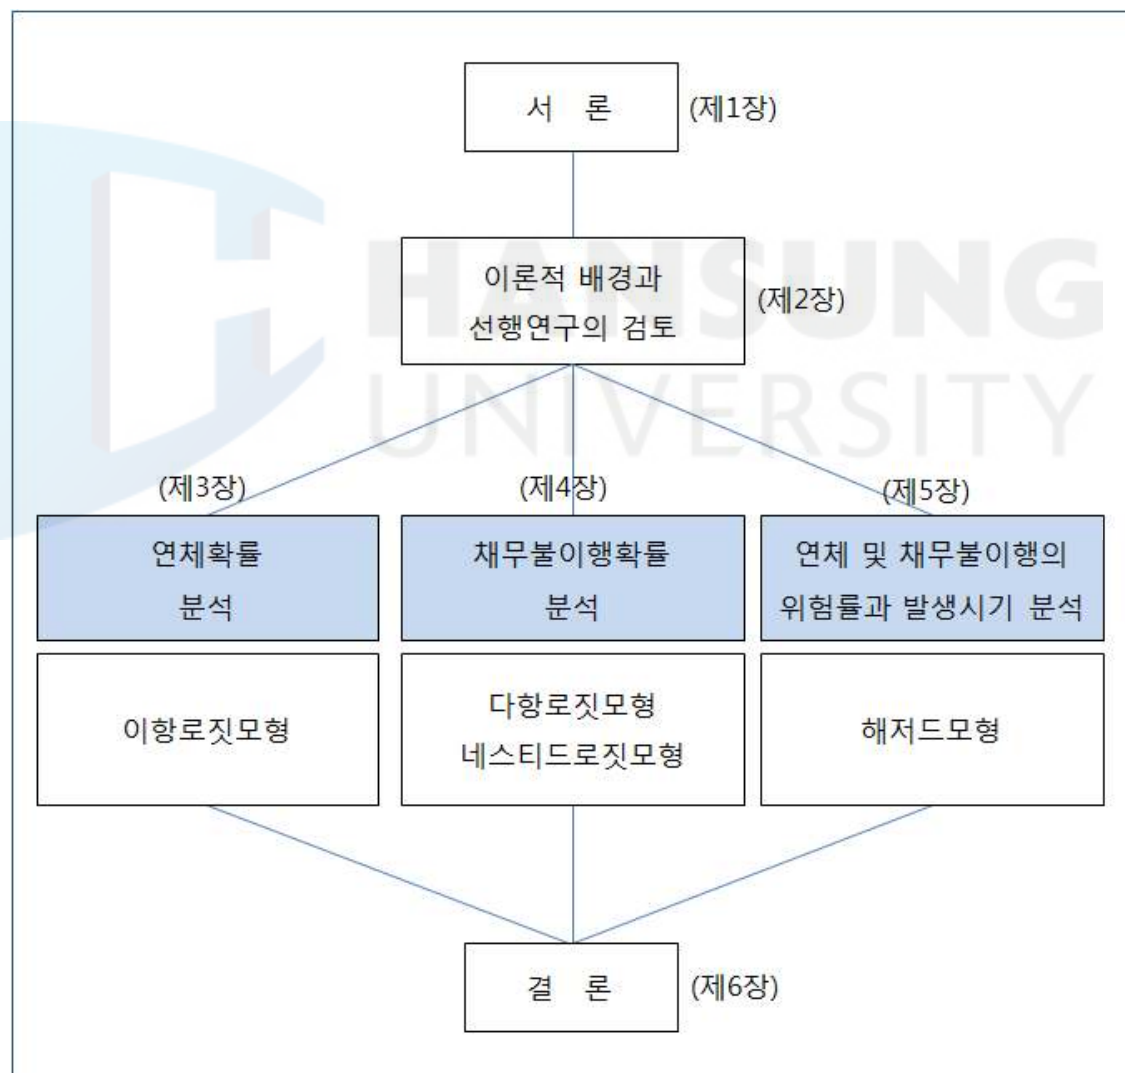 서 론 (제1장)
이론적 배경과
선행연구의 검토
(제2장)
HANSUNG
UNIVERSITY
(제3장)
연체확률
분석
이항로짓모형
(제4장)
채무불이행확률
분석
다항로짓모형
네스티드로짓모형
(제5장)
연체 및 채무불이행의
위험률과 발생시기 분석
해저드모형
결 론 (제6장)